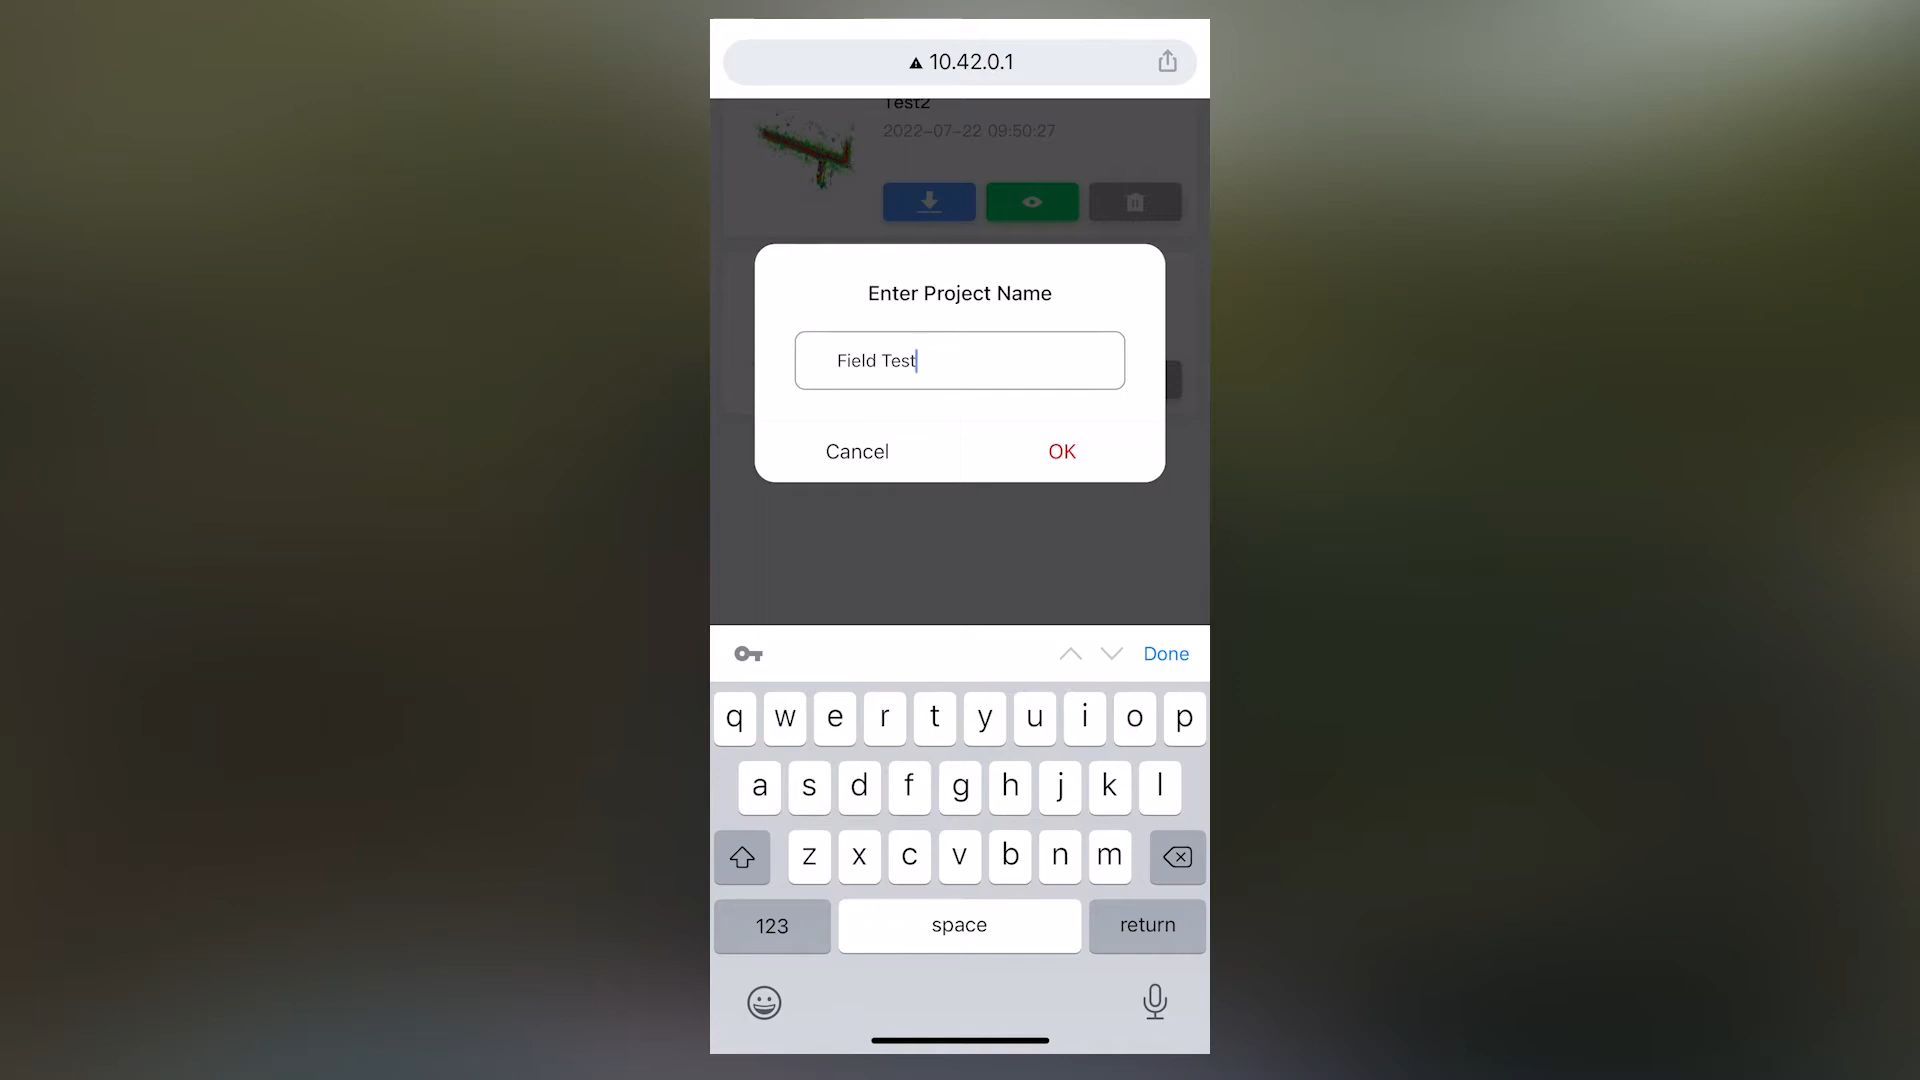 10.42.0.1
Test2
2022-07-22 09:50:27
Enter Project Name
Field Test
Cancel OK
Done
q w e r t y u i o p
a s d f g h j k l
z x c v b n m
123 space return